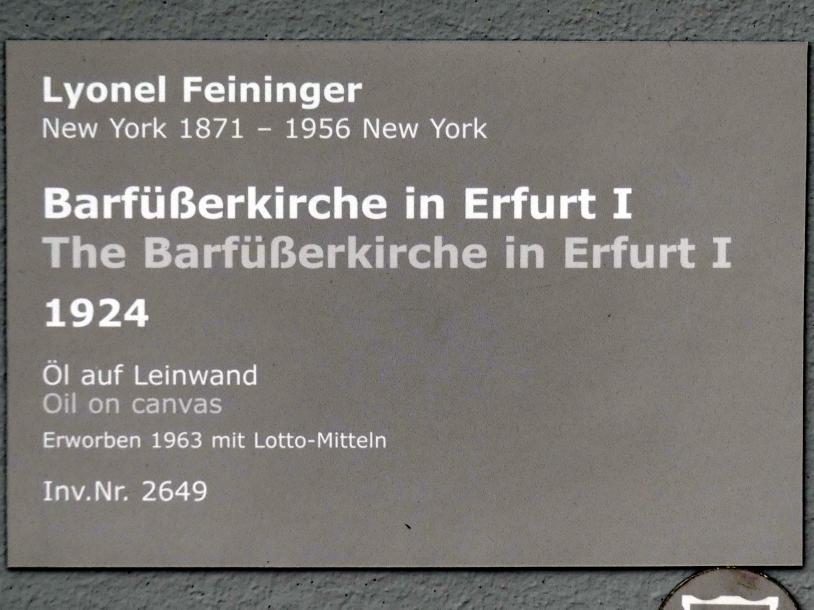 Lyonel Feininger
New York 1871 – 1956 New York
Barfüßerkirche in Erfurt I
The Barfüßerkirche in Erfurt I
1924
Öl auf Leinwand
Oil on canvas
Erworben 1963 mit Lotto-Mitteln
Inv.Nr. 2649